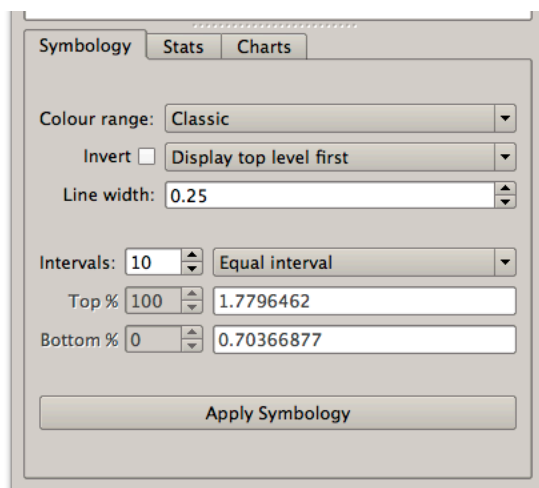 Symbology Stats Charts
Colour range: Classic
Invert Display top level first
Line width: 0.25
Intervals: 10 Equal interval
Top % 100 1.7796462
Bottom % 0 0.70366877
Apply Symbology